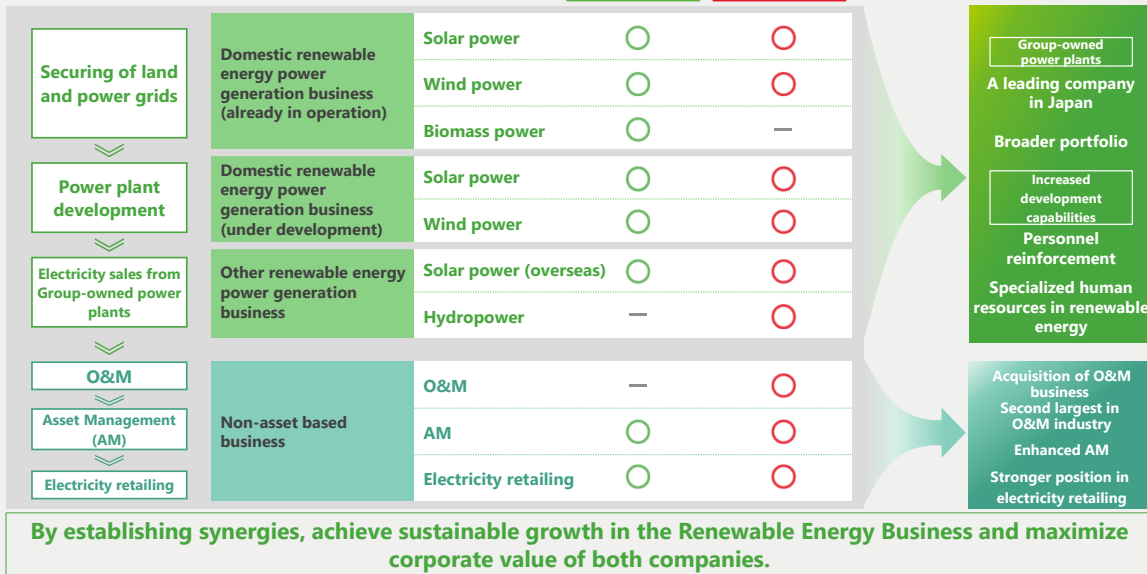 Securing of land
and power grids
Power plant
development
Electricity sales from
Group-owned power
plants
O&M
Asset Management
(AM)
Electricity retailing
Domestic renewable
energy power
generation business
(already in operation)
Solar power
Wind power
Biomass power
—
Domestic renewable
energy power
generation business
(under development)
Solar power
Wind power
Other renewable energy
power generation
business
Solar power (overseas)
Hydropower
—
Non-asset based
business
O&M
—
AM
Electricity retailing
Group-owned
power plants
A leading company
in Japan
Broader portfolio
Increased
development
capabilities
Personnel
reinforcement
Specialized human
resources in renewable
energy
Acquisition of O&M
business
Second largest in
O&M industry
Enhanced AM
Stronger position in
electricity retailing
By establishing synergies, achieve sustainable growth in the Renewable Energy Business and maximize
corporate value of both companies.